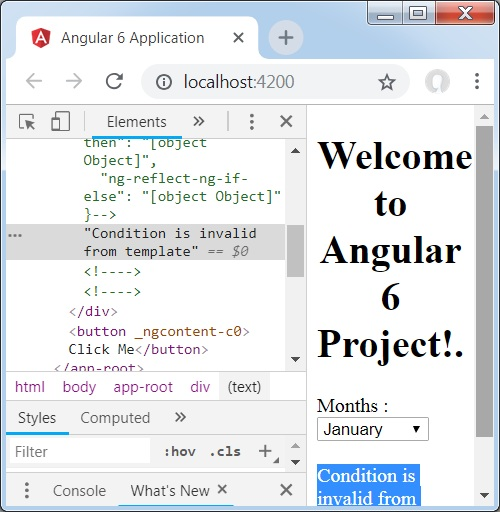 Angular 6 Application
localhost:4200
Elements
then": "[object
Object]",
"ng-reflect-ng-if-
else": "[object Object]"
}-->
"Condition is invalid
from template" == $0
<!---->
<!---->
</div>
<button _ngcontent-c0>
Click Me</button>
</app-root>
html body app-root div (text)
Styles Computed
Filter :hov .cls
Console What's New
Welcome
to
Angular
6
Project!.
Months :
January
Condition is
invalid from